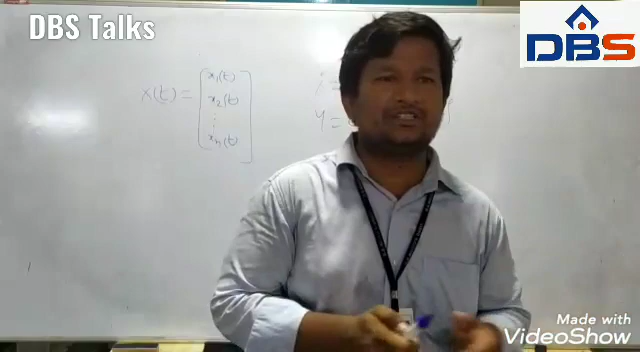 DBS Talks
DBS
x(t) = [x₁(t)
x₂(t)
⋮
xₙ(t)]
Made with
VideoShow